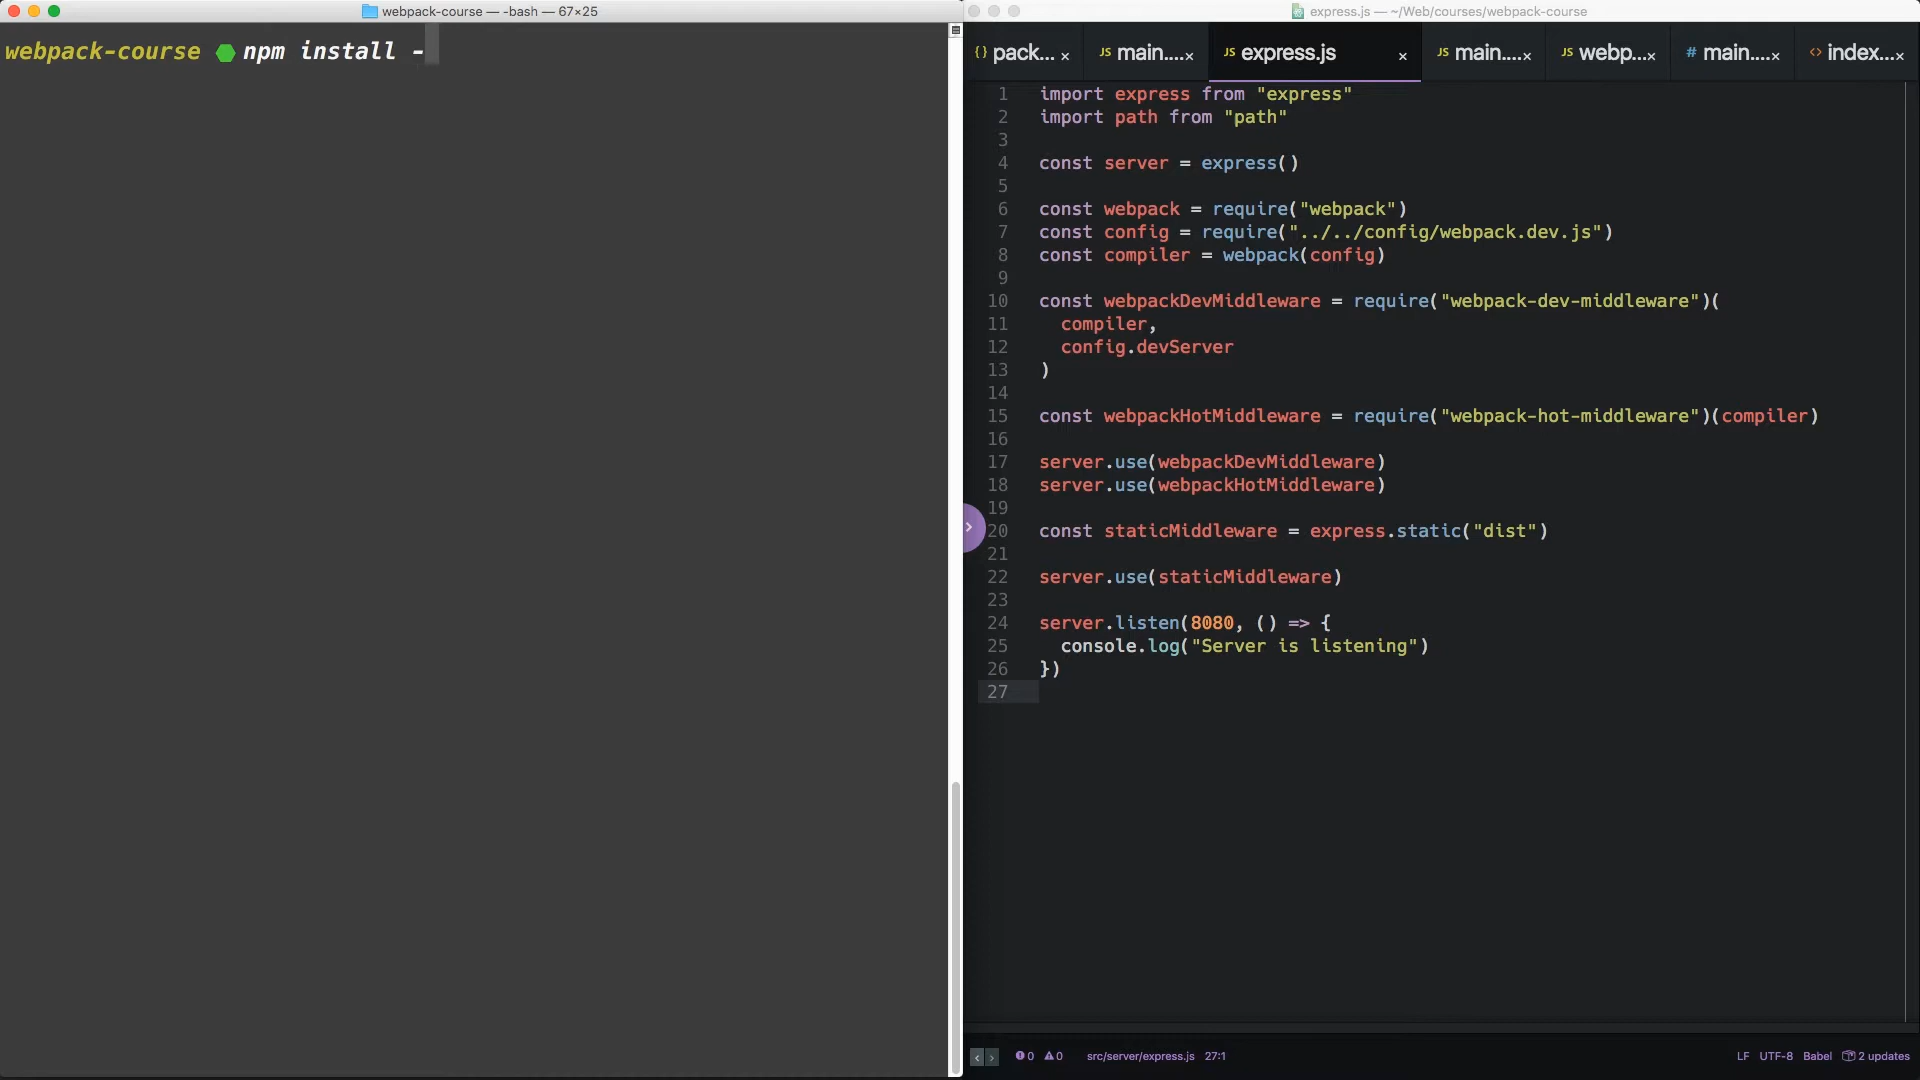 webpack-course — -bash — 67×25
webpack-course npm install -
express.js — ~/Web/courses/webpack-course
{} pack... × JS main.... × JS express.js × JS main.... × JS webp... × # main.... × <> index... ×
1 import express from "express"
2 import path from "path"
3
4 const server = express()
5
6 const webpack = require("webpack")
7 const config = require("../../config/webpack.dev.js")
8 const compiler = webpack(config)
9
10 const webpackDevMiddleware = require("webpack-dev-middleware")(
11 compiler,
12 config.devServer
13 )
14
15 const webpackHotMiddleware = require("webpack-hot-middleware")(compiler)
16
17 server.use(webpackDevMiddleware)
18 server.use(webpackHotMiddleware)
19
20 const staticMiddleware = express.static("dist")
21
22 server.use(staticMiddleware)
23
24 server.listen(8080, () => {
25 console.log("Server is listening")
26 })
27
0 0 src/server/express.js 27:1 LF UTF-8 Babel 2 updates